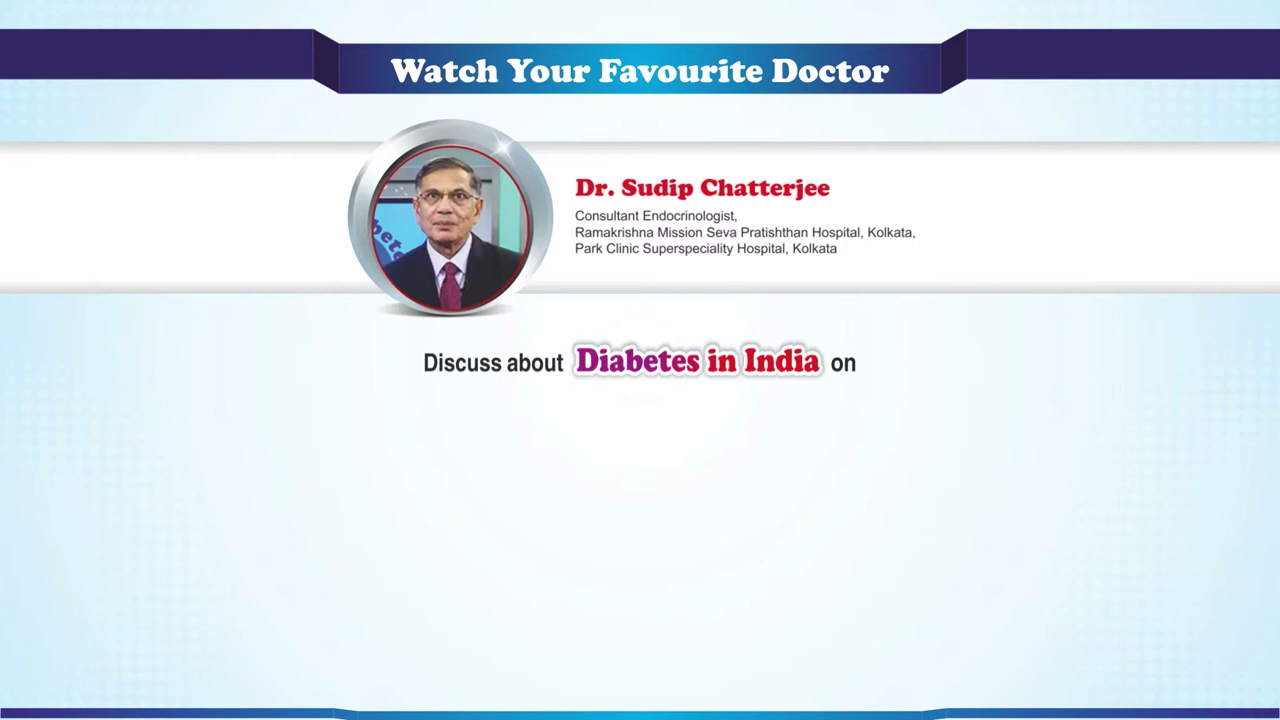 Watch Your Favourite Doctor
Dr. Sudip Chatterjee
Consultant Endocrinologist,
Ramakrishna Mission Seva Pratishthan Hospital, Kolkata,
Park Clinic Superspeciality Hospital, Kolkata
Discuss about Diabetes in India on